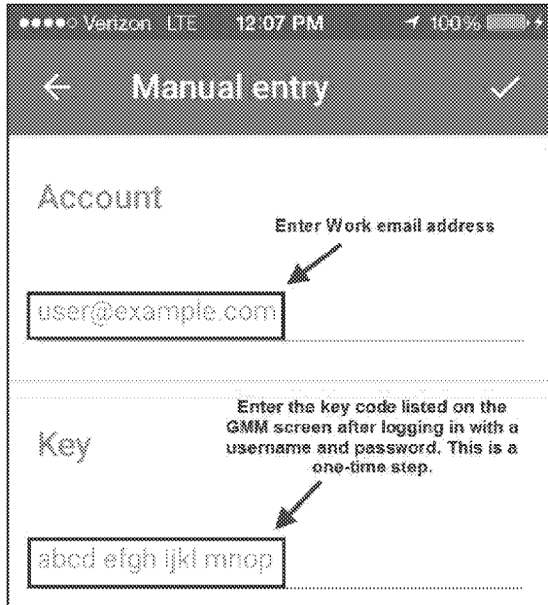 Verizon LTE 12:07 PM 100%
Manual entry
Account
Enter Work email address
user@example.com
Enter the key code listed on the
GMM screen after logging in with a
username and password. This is a
one-time step.
Key
abcd efgh ijkl mnop